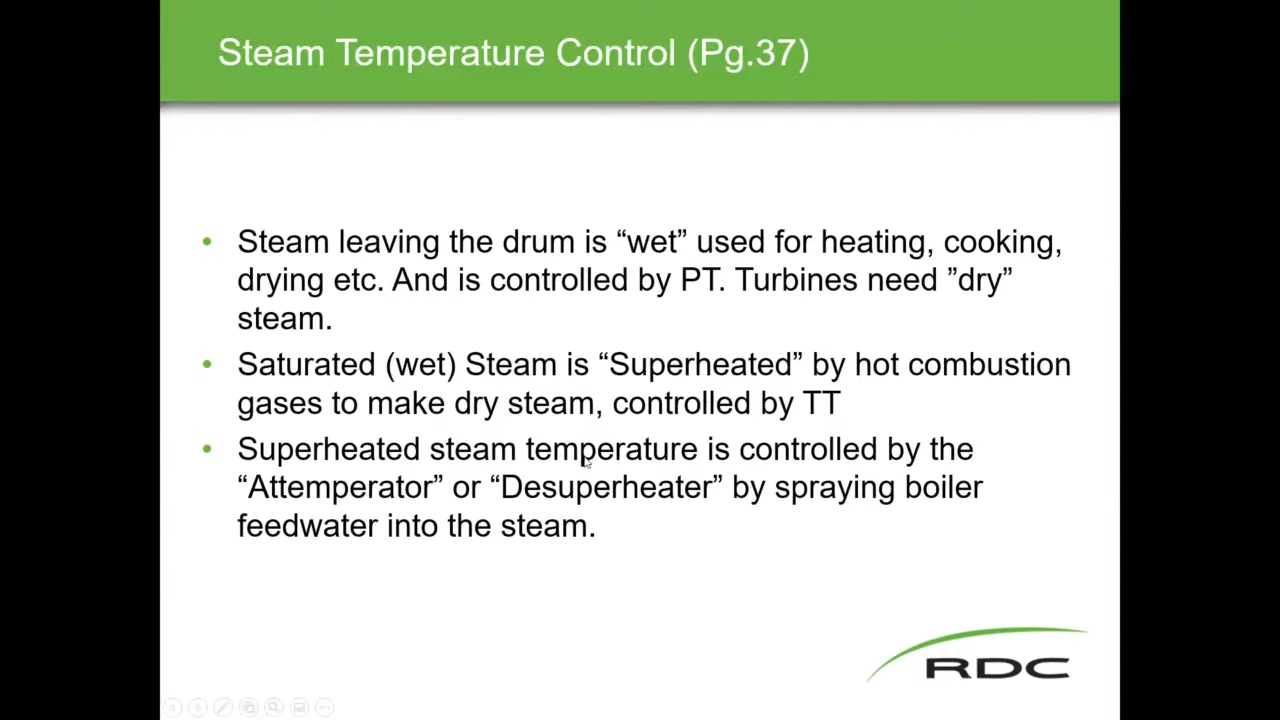 Steam Temperature Control (Pg.37)
• Steam leaving the drum is “wet” used for heating, cooking,
drying etc. And is controlled by PT. Turbines need ”dry”
steam.
• Saturated (wet) Steam is “Superheated” by hot combustion
gases to make dry steam, controlled by TT
• Superheated steam temperature is controlled by the
“Attemperator” or “Desuperheater” by spraying boiler
feedwater into the steam.
RDC